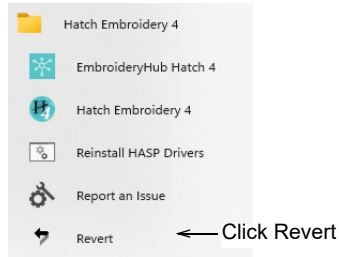 Hatch Embroidery 4
EmbroideryHub Hatch 4
Hatch Embroidery 4
Reinstall HASP Drivers
Report an Issue
Revert
Click Revert